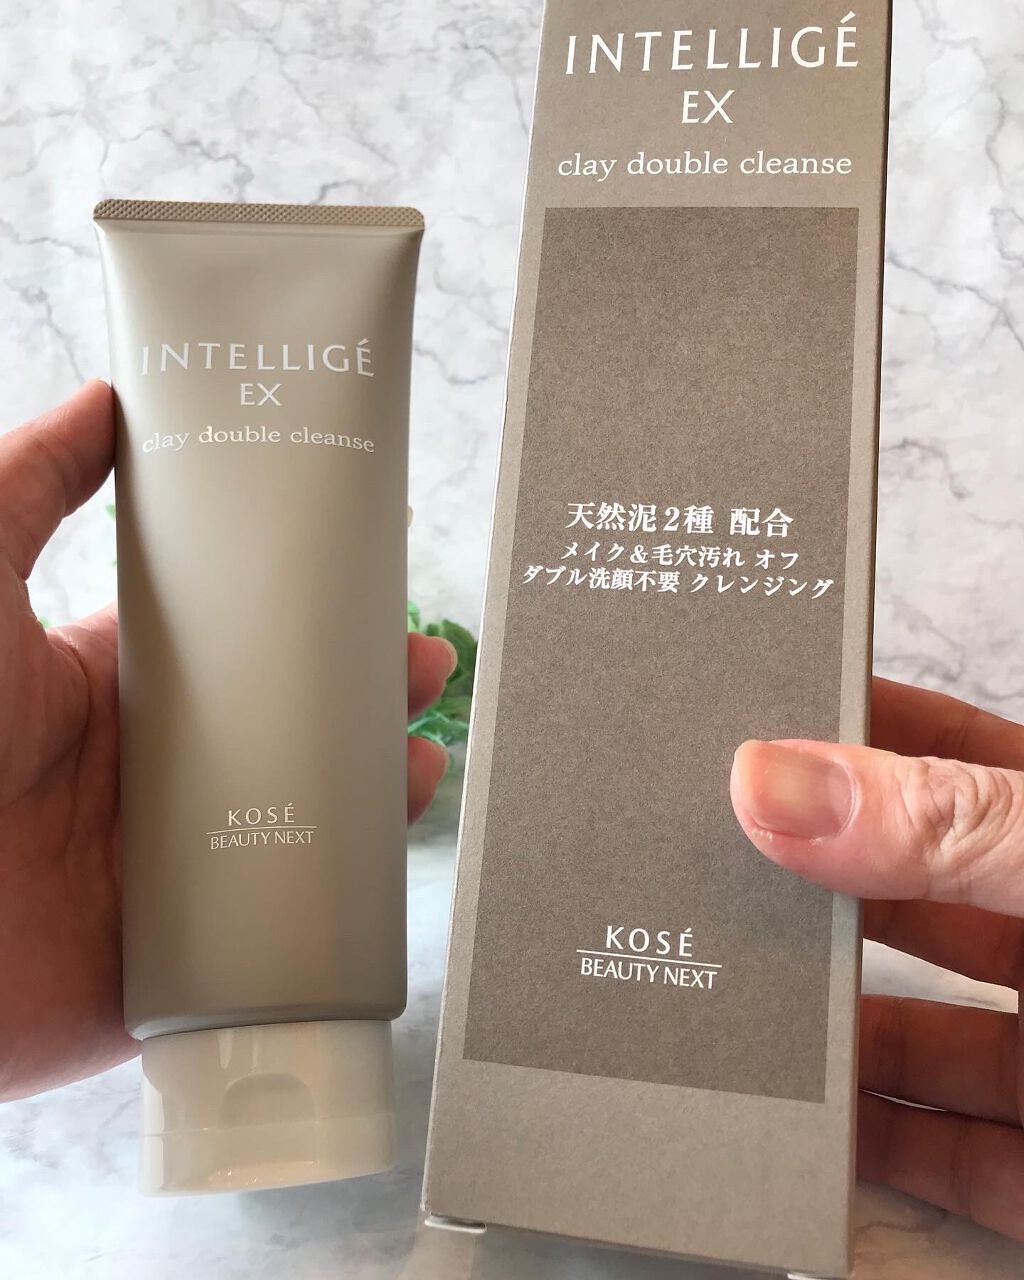 INTELLIGÉ
EX
clay double cleanse
KOSÉ
BEAUTY NEXT
INTELLIGÉ
EX
clay double cleanse
天然泥2種 配合
メイク&毛穴汚れ オフ
ダブル洗顔不要 クレンジング
KOSÉ
BEAUTY NEXT